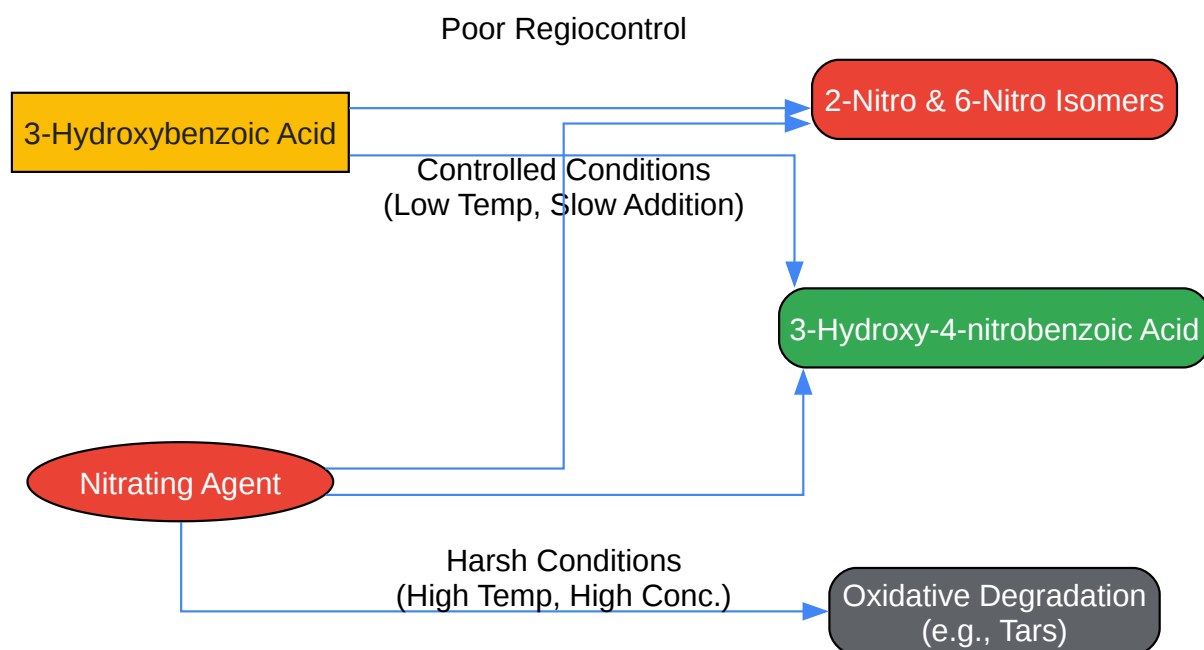 Poor Regiocontrol
2-Nitro & 6-Nitro Isomers
3-Hydroxybenzoic Acid
Controlled Conditions
(Low Temp, Slow Addition)
3-Hydroxy-4-nitrobenzoic Acid
Nitrating Agent
Harsh Conditions
(High Temp, High Conc.)
Oxidative Degradation
(e.g., Tars)